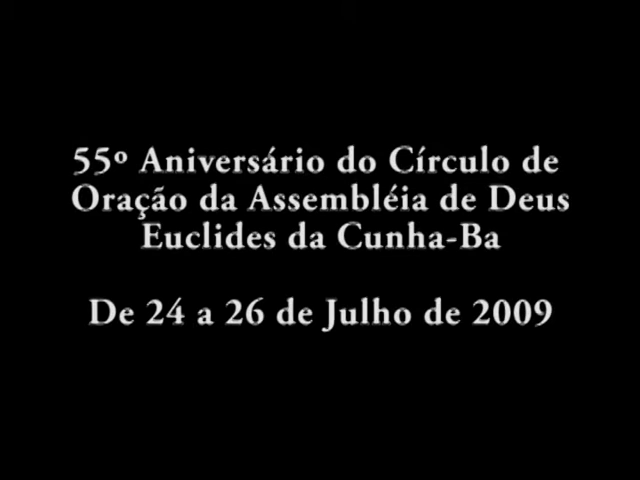 55º Aniversário do Círculo de
Oração da Assembléia de Deus
Euclides da Cunha-Ba
De 24 a 26 de Julho de 2009